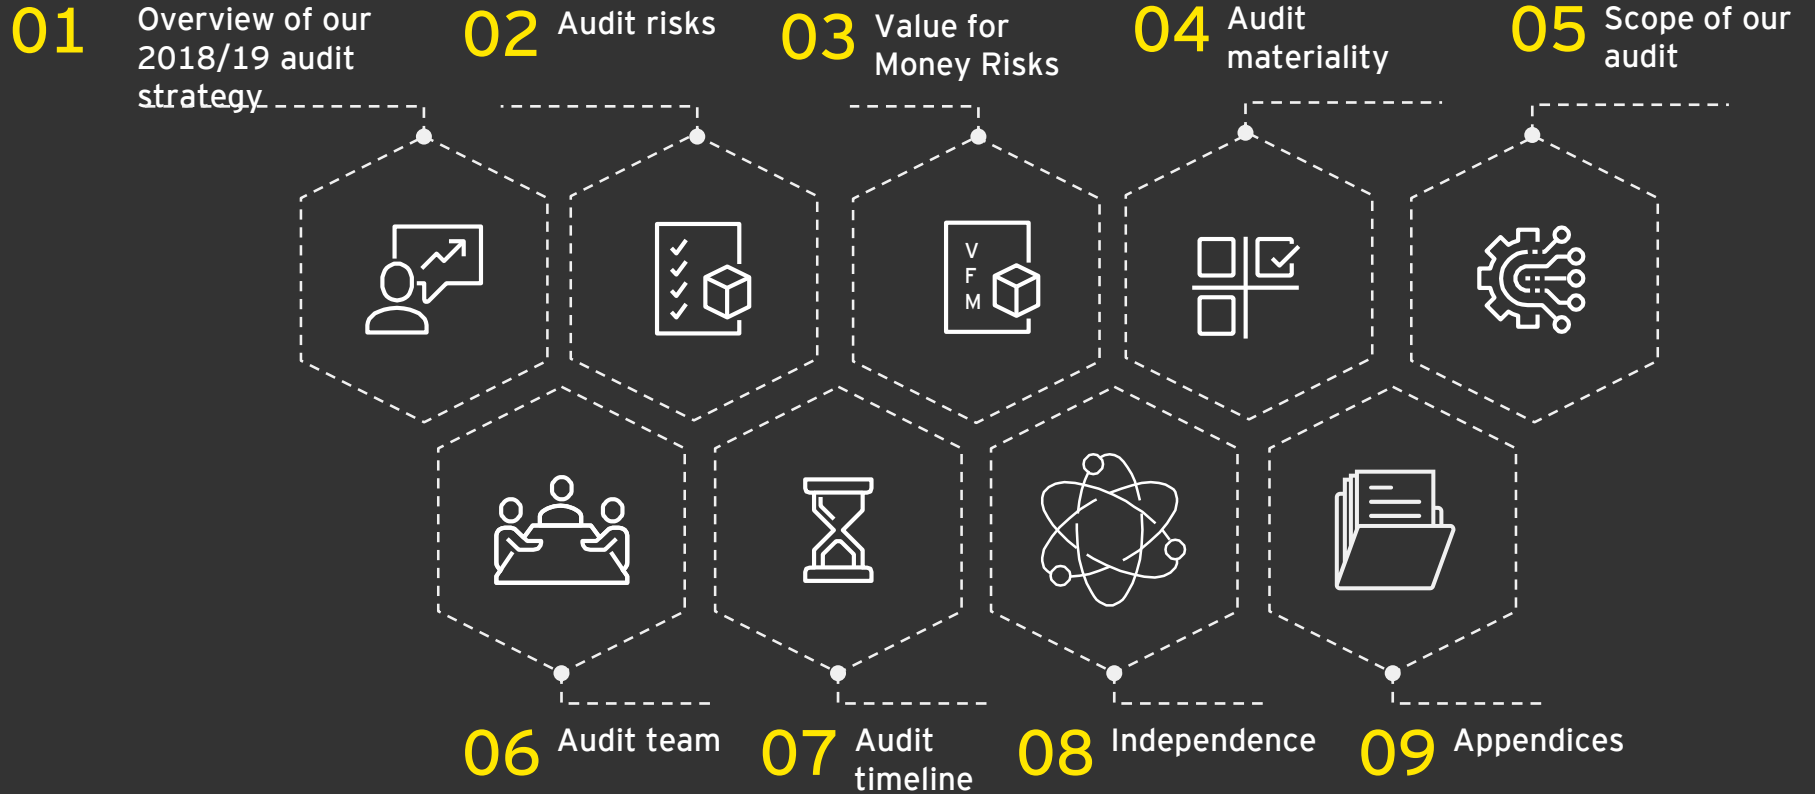 01 Overview of our
2018/19 audit
strategy
02 Audit risks
03 Value for
Money Risks
04 Audit
materiality
05 Scope of our
audit
V
F
M
06 Audit team
07 Audit
timeline
08 Independence
09 Appendices